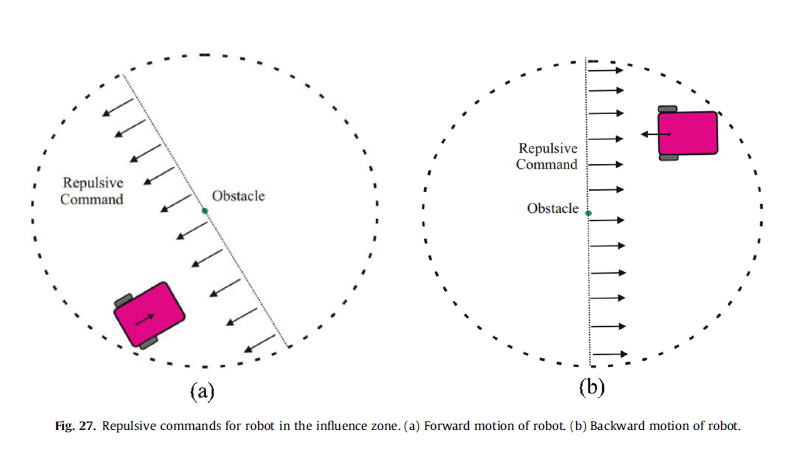 Repulsive
Command
Obstacle
(a)
Repulsive
Command
Obstacle
(b)
Fig. 27. Repulsive commands for robot in the influence zone. (a) Forward motion of robot. (b) Backward motion of robot.